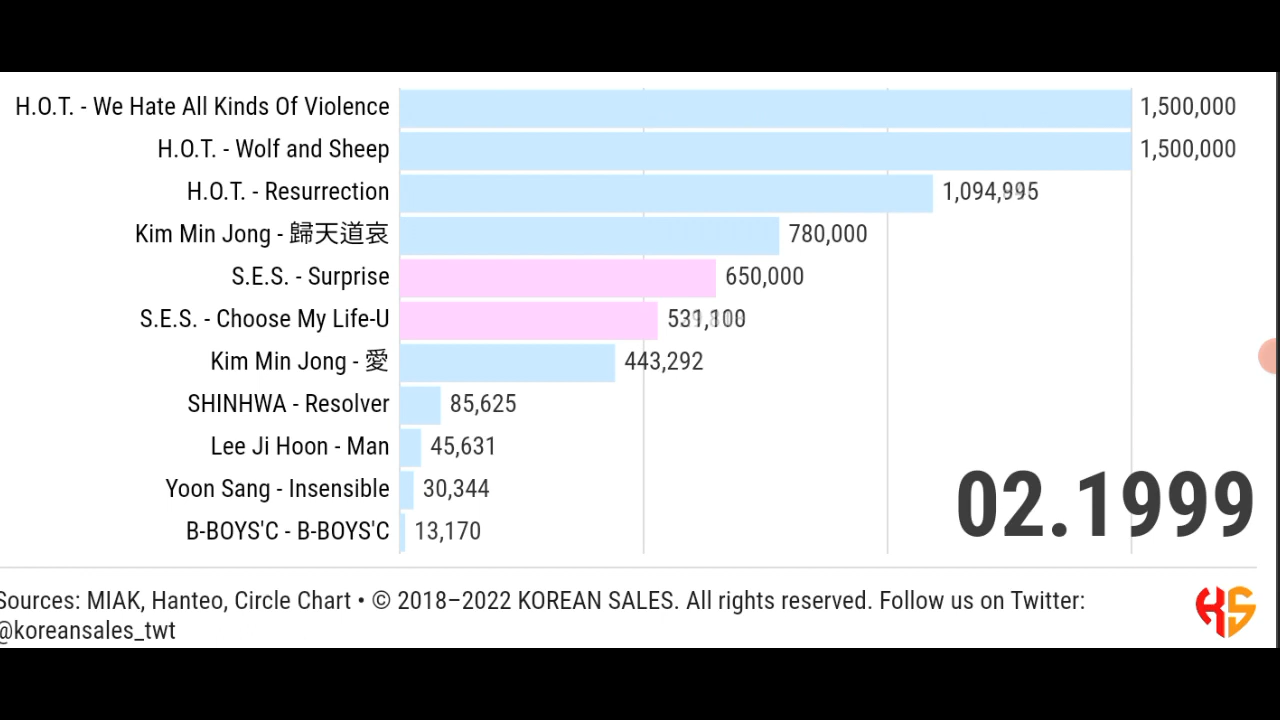 H.O.T. - We Hate All Kinds Of Violence 1,500,000
H.O.T. - Wolf and Sheep 1,500,000
H.O.T. - Resurrection 1,094,995
Kim Min Jong - 歸天道哀 780,000
S.E.S. - Surprise 650,000
S.E.S. - Choose My Life-U
Kim Min Jong - 愛 443,292
SHINHWA - Resolver 85,625
Lee Ji Hoon - Man 45,631
Yoon Sang - Insensible 30,344
B-BOYS'C - B-BOYS'C 13,170
02.1999
Sources: MIAK, Hanteo, Circle Chart • © 2018–2022 KOREAN SALES. All rights reserved. Follow us on Twitter:
@koreansales_twt
KS